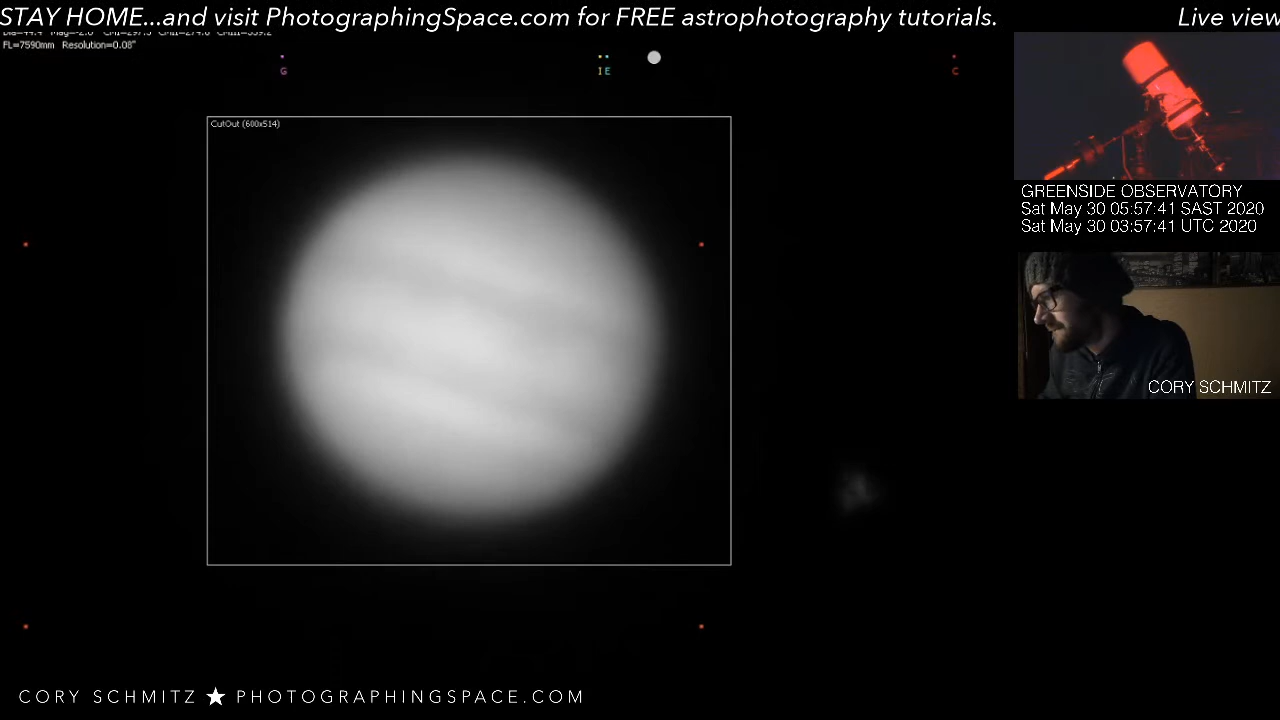 STAY HOME...and visit PhotographingSpace.com for FREE astrophotography tutorials.
Live view
FL=7590mm Resolution=0.08"
G
I E
C
CutOut (600x514)
GREENSIDE OBSERVATORY
Sat May 30 05:57:41 SAST 2020
Sat May 30 03:57:41 UTC 2020
CORY SCHMITZ
CORY SCHMITZ ★ PHOTOGRAPHINGSPACE.COM